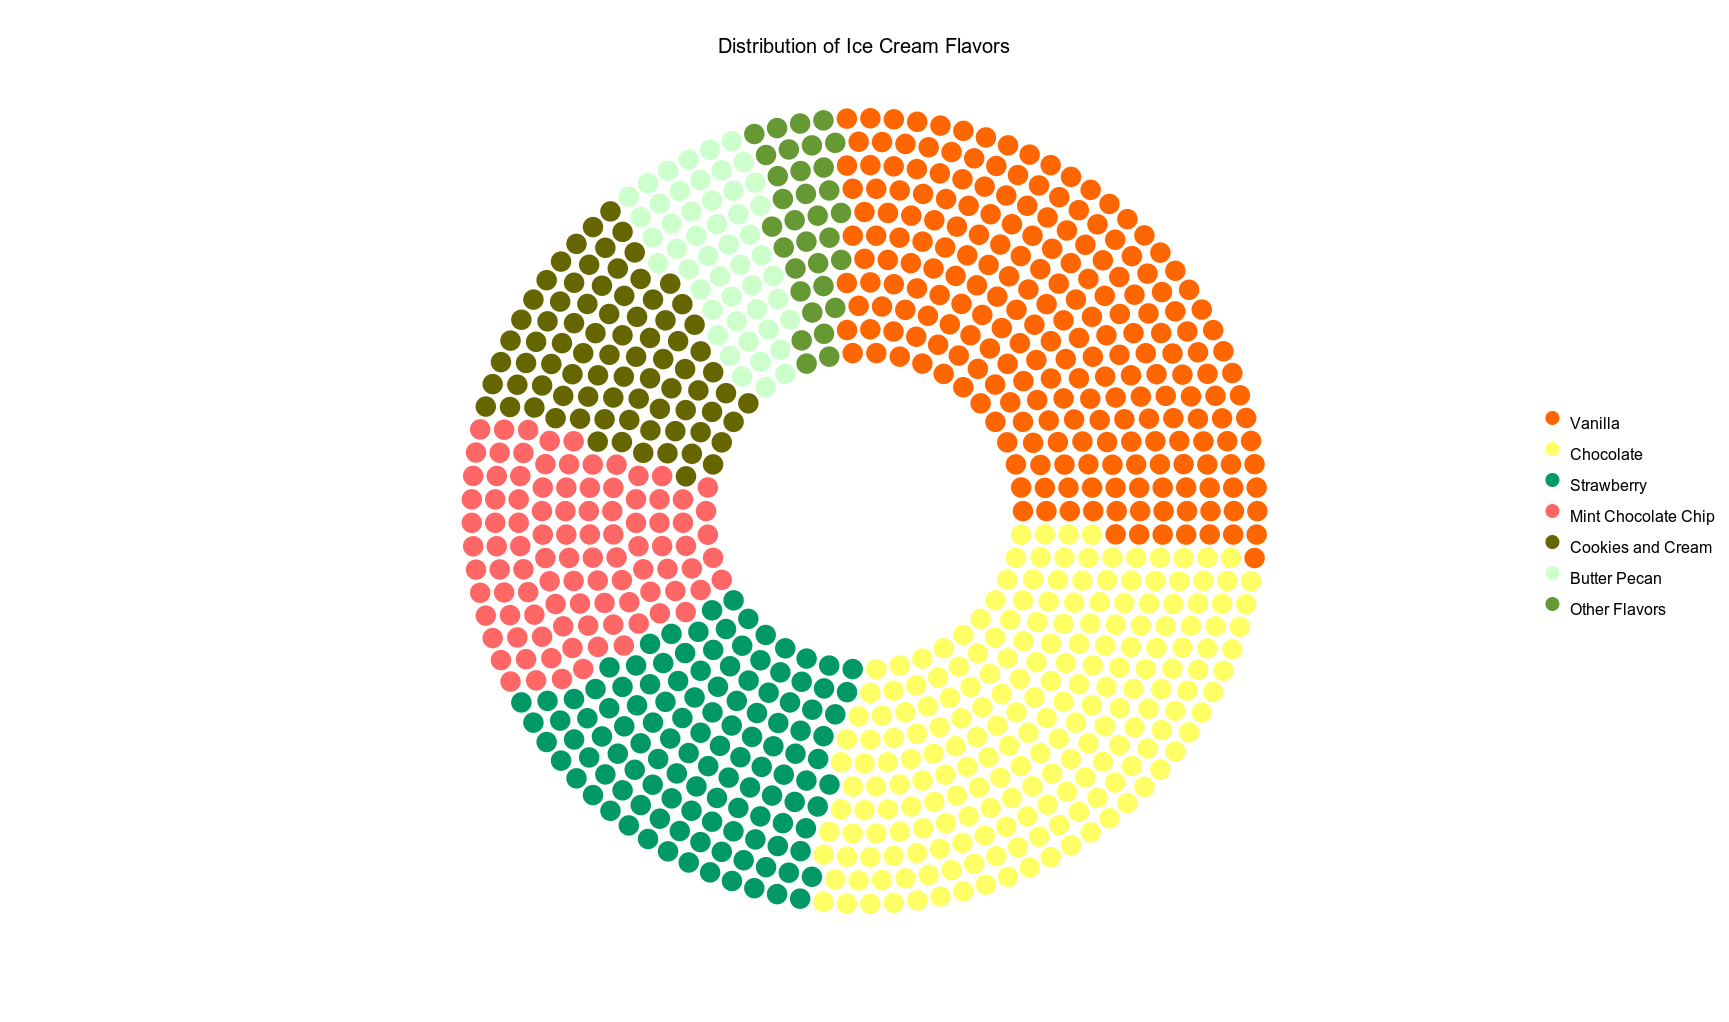 Distribution of Ice Cream Flavors
Vanilla
Chocolate
Strawberry
Mint Chocolate Chip
Cookies and Cream
Butter Pecan
Other Flavors